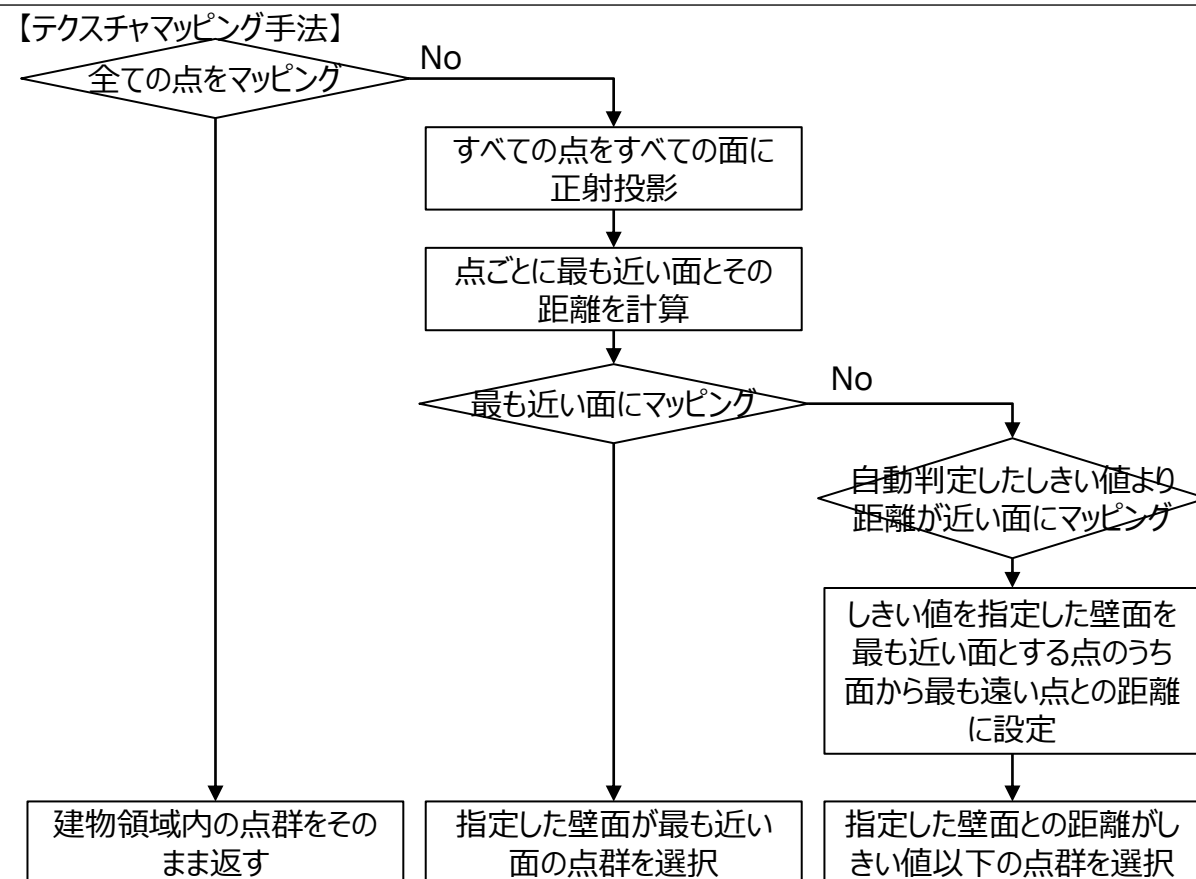 【テクスチャマッピング手法】
全ての点をマッピング
No
すべての点をすべての面に
正射投影
点ごとに最も近い面とその
距離を計算
最も近い面にマッピング
No
自動判定したしきい値より
距離が近い面にマッピング
しきい値を指定した壁面を
最も近い面とする点のうち
面から最も遠い点との距離
に設定
建物領域内の点群をその
まま返す
指定した壁面が最も近い
面の点群を選択
指定した壁面との距離がし
きい値以下の点群を選択